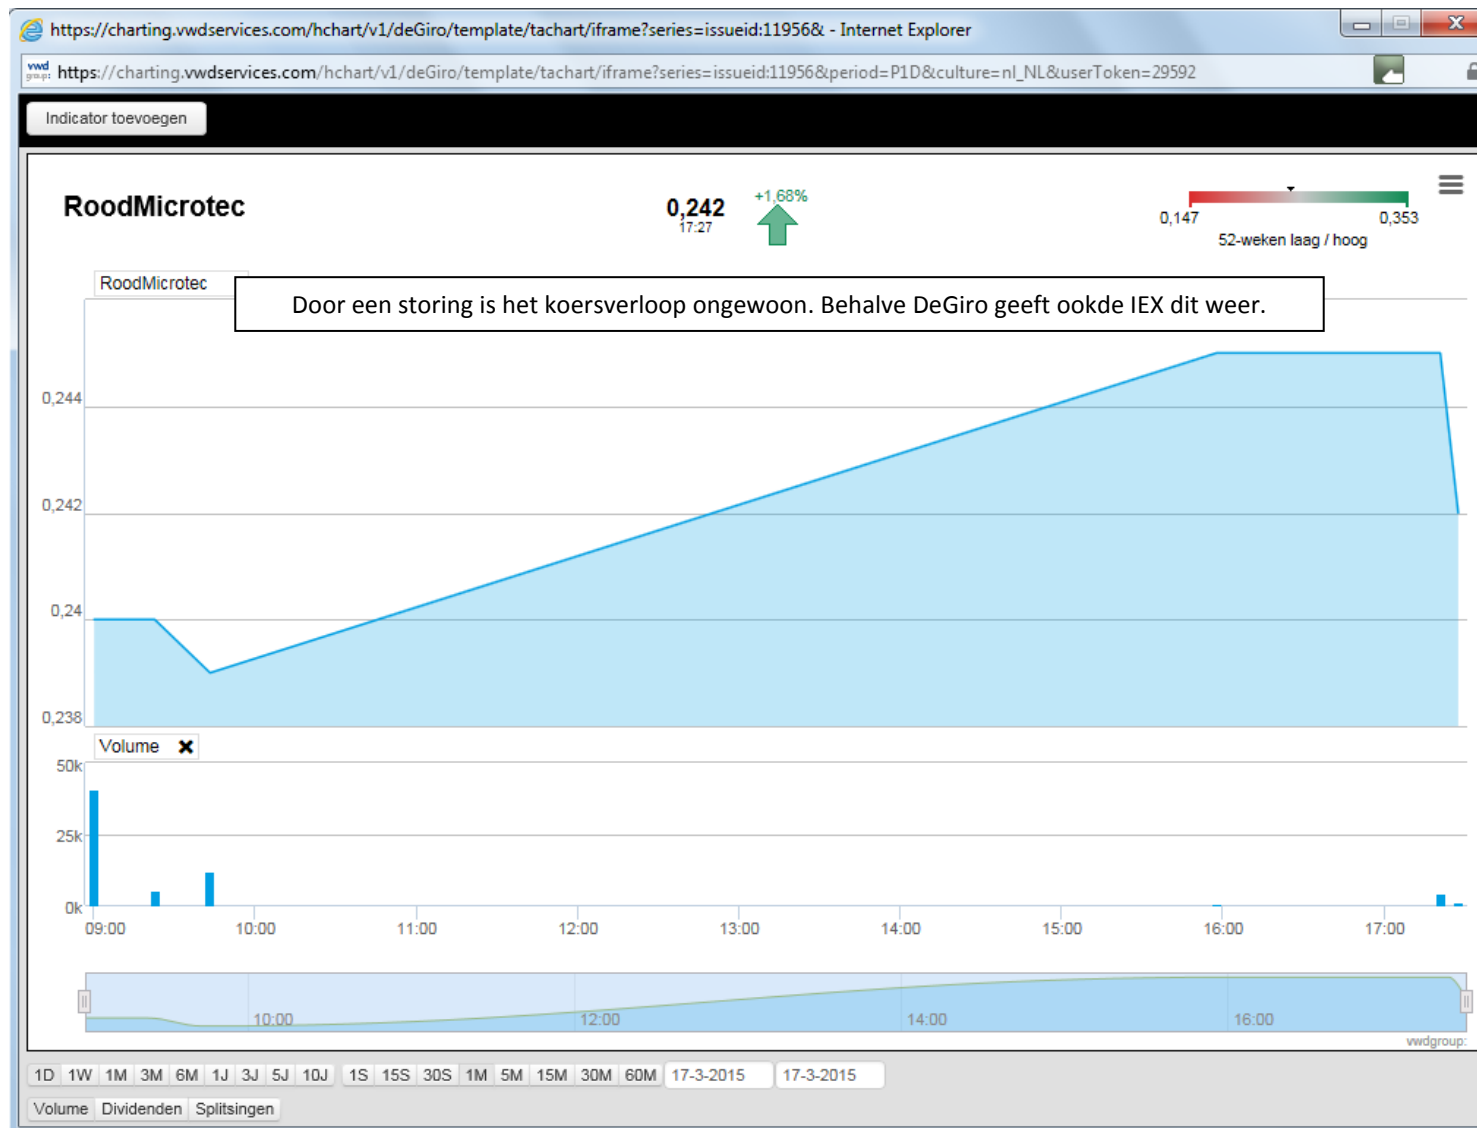 https://charting.vwdservices.com/hchart/v1/deGiro/template/tachart/iframe?series=issueid:11956& - Internet Explorer
vwd group: https://charting.vwdservices.com/hchart/v1/deGiro/template/tachart/iframe?series=issueid:11956&period=P1D&culture=nl_NL&userToken=29592
Indicator toevoegen
RoodMicrotec
0,242
17:27
+1,68%
0,147 0,353
52-weken laag / hoog
RoodMicrotec
Door een storing is het koersverloop ongewoon. Behalve DeGiro geeft ookde IEX dit weer.
0,244
0,242
0,24
0,238
Volume
50k
25k
0k
09:00 10:00 11:00 12:00 13:00 14:00 15:00 16:00 17:00
10:00 12:00 14:00 16:00
vwdgroup:
1D 1W 1M 3M 6M 1J 3J 5J 10J 1S 15S 30S 1M 5M 15M 30M 60M 17-3-2015 17-3-2015
Volume Dividenden Splitsingen